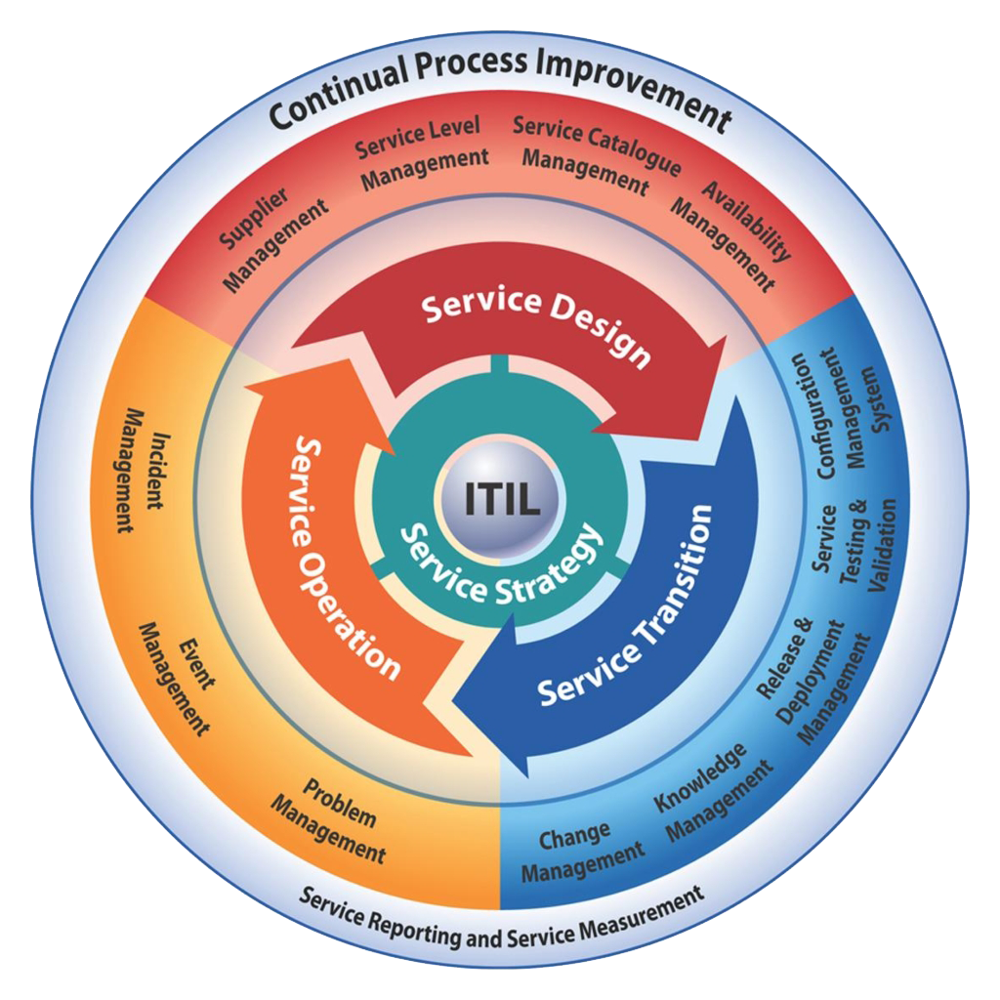 Continual Process Improvement
Supplier
Management
Service Level
Management
Service Catalogue
Management
Availability
Management
Configuration
Management
System
Service
Testing &
Validation
Release &
Deployment
Management
Knowledge
Management
Change
Management
Problem
Management
Event
Management
Incident
Management
Service Design
Service Transition
Service Operation
Service Strategy
ITIL
Service Reporting and Service Measurement